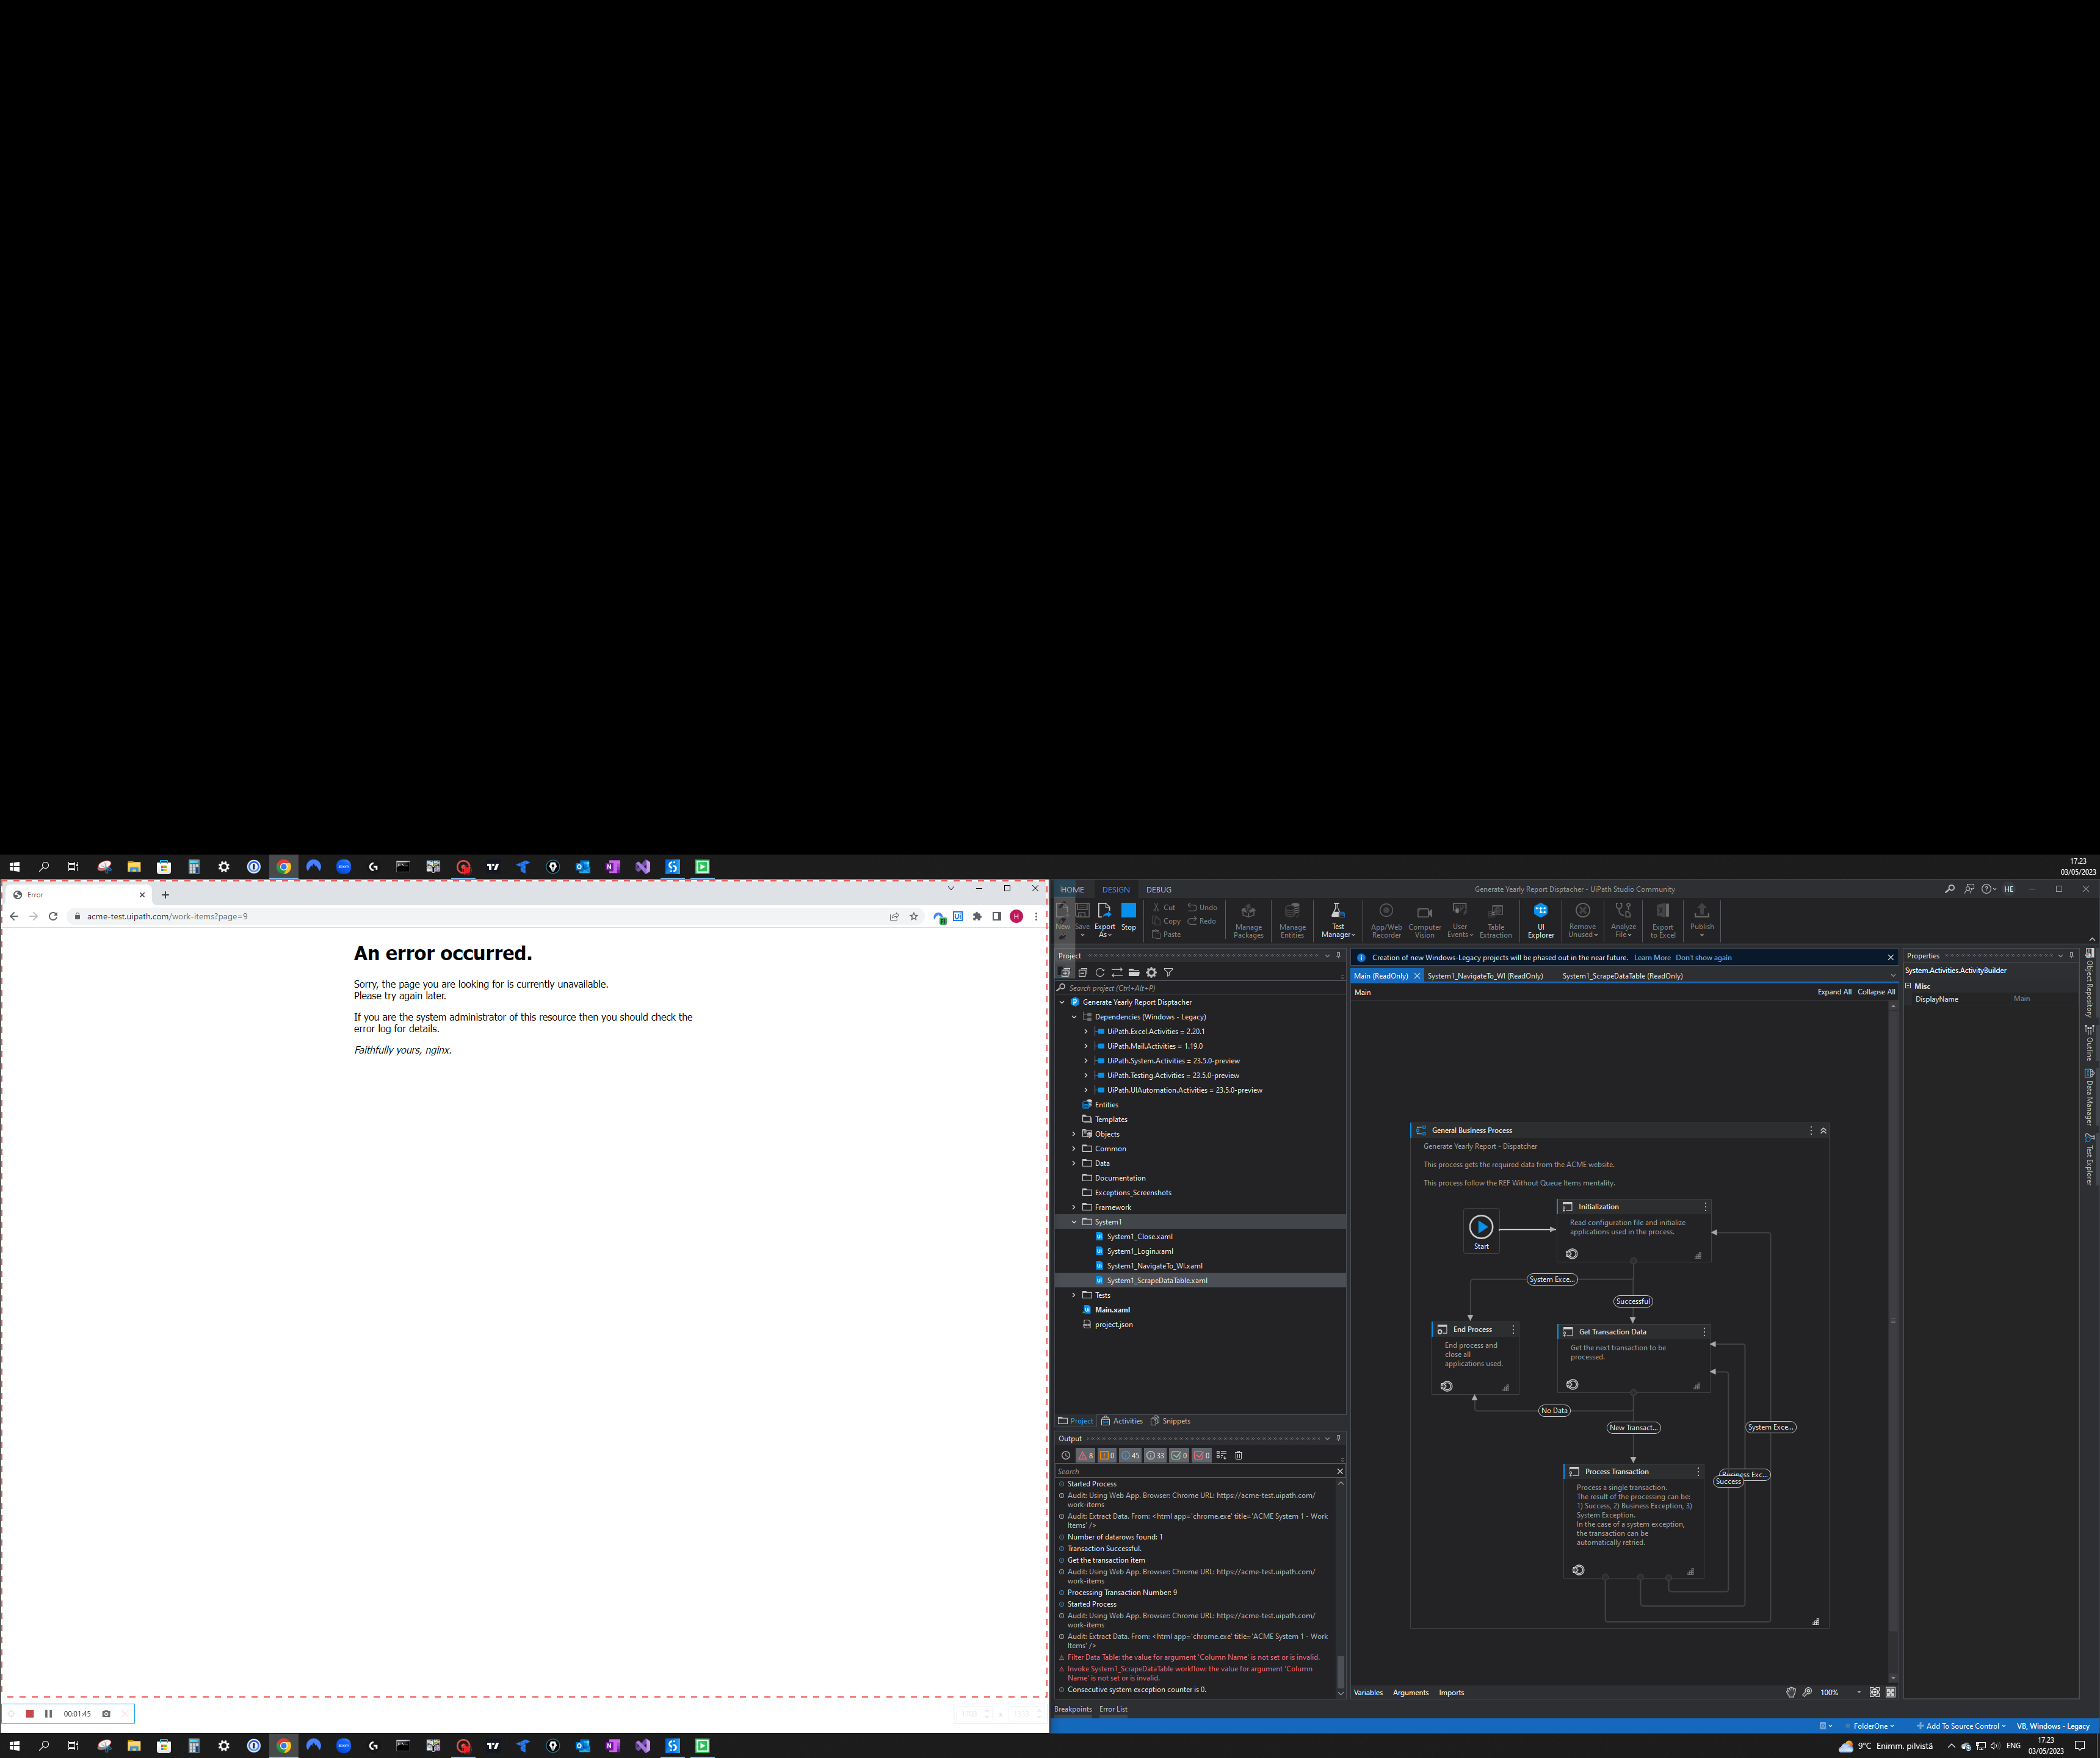 17.23
03/05/2023
Error
acme-test.uipath.com/work-items?page=9
An error occurred.
Sorry, the page you are looking for is currently unavailable.
Please try again later.
If you are the system administrator of this resource then you should check the
error log for details.
Faithfully yours, nginx.
00:01:45
HOME
DESIGN
DEBUG
Generate Yearly Report Disptacher - UiPath Studio Community
HE
New
Save
Export
As
Stop
Cut
Copy
Paste
Undo
Redo
Manage
Packages
Manage
Entities
Test
Manager
App/Web
Recorder
Computer
Vision
User
Events
Table
Extraction
UI
Explorer
Remove
Unused
Analyze
File
Export
to Excel
Publish
Project
Search project (Ctrl+Alt+P)
Generate Yearly Report Disptacher
Dependencies (Windows - Legacy)
UiPath.Excel.Activities = 2.20.1
UiPath.Mail.Activities = 1.19.0
UiPath.System.Activities = 23.5.0-preview
UiPath.Testing.Activities = 23.5.0-preview
UiPath.UIAutomation.Activities = 23.5.0-preview
Entities
Templates
Objects
Common
Data
Documentation
Exceptions_Screenshots
Framework
System1
System1_Close.xaml
System1_Login.xaml
System1_NavigateTo_WI.xaml
System1_ScrapeDataTable.xaml
Tests
Main.xaml
project.json
Project
Activities
Snippets
Output
8
0
45
33
0
0
Search
Started Process
Audit: Using Web App. Browser: Chrome URL: https://acme-test.uipath.com/
work-items
Audit: Extract Data. From: <html app='chrome.exe' title='ACME System 1 - Work
Items' />
Number of datarows found: 1
Transaction Successful.
Get the transaction item
Audit: Using Web App. Browser: Chrome URL: https://acme-test.uipath.com/
work-items
Processing Transaction Number: 9
Started Process
Audit: Using Web App. Browser: Chrome URL: https://acme-test.uipath.com/
work-items
Audit: Extract Data. From: <html app='chrome.exe' title='ACME System 1 - Work
Items' />
Filter Data Table: the value for argument 'Column Name' is not set or is invalid.
Invoke System1_ScrapeDataTable workflow: the value for argument 'Column
Name' is not set or is invalid.
Consecutive system exception counter is 0.
Breakpoints
Error List
Creation of new Windows-Legacy projects will be phased out in the near future.
Learn More
Don't show again
Main (ReadOnly)
System1_NavigateTo_WI (ReadOnly)
System1_ScrapeDataTable (ReadOnly)
Main
Expand All
Collapse All
General Business Process
Generate Yearly Report - Dispatcher
This process gets the required data from the ACME website.
This process follow the REF Without Queue Items mentality.
Start
Initialization
Read configuration file and initialize
applications used in the process.
System Exce...
Successful
End Process
End process and
close all
applications used.
Get Transaction Data
Get the next transaction to be
processed.
No Data
New Transact...
System Exce...
Business Exc...
Success
Process Transaction
Process a single transaction.
The result of the processing can be:
1) Success, 2) Business Exception, 3)
System Exception.
In the case of a system exception,
the transaction can be
automatically retried.
Variables
Arguments
Imports
100%
Properties
System.Activities.ActivityBuilder
Misc
DisplayName
Main
Object Repository
Outline
Data Manager
Test Explorer
FolderOne
Add To Source Control
VB, Windows - Legacy
9°C Enimm. pilvistä
ENG
17.23
03/05/2023